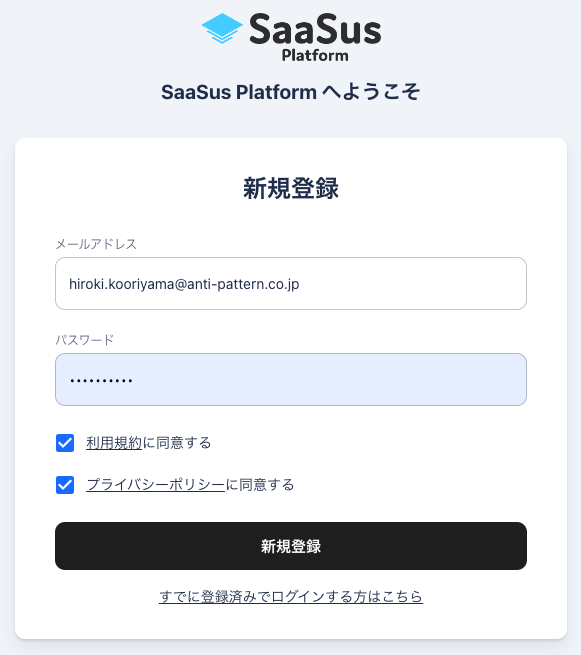 SaaSus
Platform
SaaSus Platform へようこそ
新規登録
メールアドレス
hiroki.kooriyama@anti-pattern.co.jp
パスワード
••••••••••
利用規約に同意する
プライバシーポリシーに同意する
新規登録
すでに登録済みでログインする方はこちら